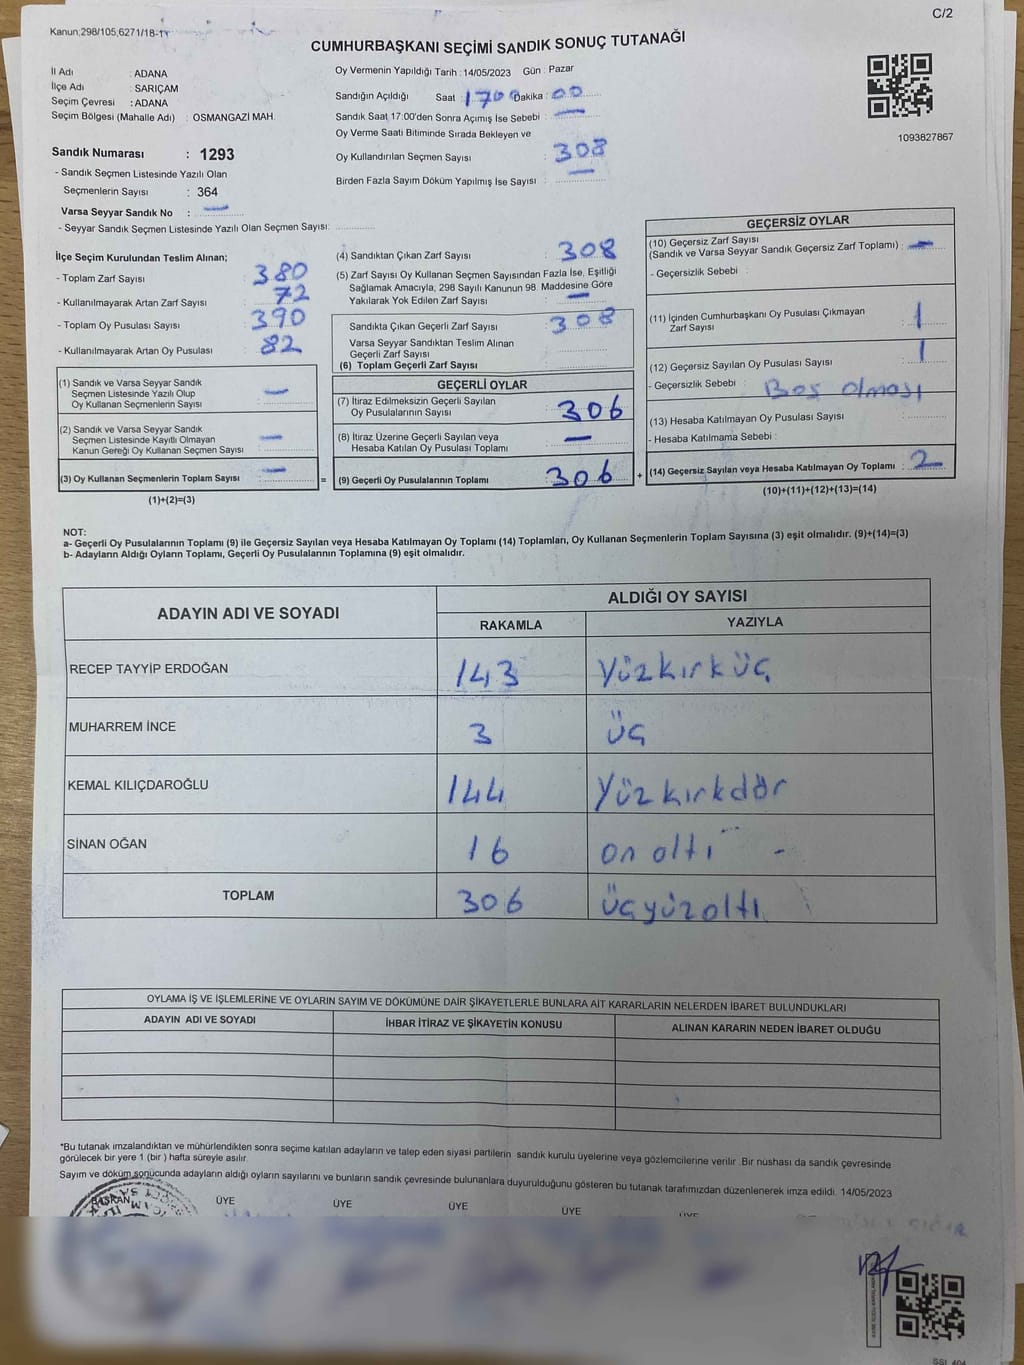 C/2
Kanun;298/105;6271/18-1
CUMHURBAŞKANI SEÇİMİ SANDIK SONUÇ TUTANAĞI
İl Adı : ADANA
İlçe Adı : SARIÇAM
Seçim Çevresi : ADANA
Seçim Bölgesi (Mahalle Adı) : OSMANGAZİ MAH.
Sandık Numarası : 1293
- Sandık Seçmen Listesinde Yazılı Olan
Seçmenlerin Sayısı : 364
Varsa Seyyar Sandık No : —
- Seyyar Sandık Seçmen Listesinde Yazılı Olan Seçmen Sayısı:
Oy Vermenin Yapıldığı Tarih : 14/05/2023 Gün : Pazar
Sandığın Açıldığı Saat : 1700 Dakika : 00
Sandık Saat 17:00'den Sonra Açımış İse Sebebi : —
Oy Verme Saati Bitiminde Sırada Bekleyen ve
Oy Kullandırılan Seçmen Sayısı : 308
Birden Fazla Sayım Döküm Yapılmış İse Sayısı : —
1093827867
İlçe Seçim Kurulundan Teslim Alınan;
- Toplam Zarf Sayısı : 380
- Kullanılmayarak Artan Zarf Sayısı : 72
- Toplam Oy Pusulası Sayısı : 390
- Kullanılmayarak Artan Oy Pusulası : 82
(1) Sandık ve Varsa Seyyar Sandık
Seçmen Listesinde Yazılı Olup
Oy Kullanan Seçmenlerin Sayısı : —
(2) Sandık ve Varsa Seyyar Sandık
Seçmen Listesinde Kayıtlı Olmayan
Kanun Gereği Oy Kullanan Seçmen Sayısı : —
(3) Oy Kullanan Seçmenlerin Toplam Sayısı : —
(1)+(2)=(3)
(4) Sandıktan Çıkan Zarf Sayısı : 308
(5) Zarf Sayısı Oy Kullanan Seçmen Sayısından Fazla İse, Eşitliği
Sağlamak Amacıyla, 298 Sayılı Kanunun 98. Maddesine Göre
Yakılarak Yok Edilen Zarf Sayısı : —
Sandıkta Çıkan Geçerli Zarf Sayısı : 308
Varsa Seyyar Sandıktan Teslim Alınan
Geçerli Zarf Sayısı
(6) Toplam Geçerli Zarf Sayısı :
GEÇERLİ OYLAR
(7) İtiraz Edilmeksizin Geçerli Sayılan
Oy Pusulalarının Sayısı : 306
(8) İtiraz Üzerine Geçerli Sayılan veya
Hesaba Katılan Oy Pusulası Toplamı : —
= (9) Geçerli Oy Pusulalarının Toplamı : 306 +
GEÇERSİZ OYLAR
(10) Geçersiz Zarf Sayısı
(Sandık ve Varsa Seyyar Sandık Geçersiz Zarf Toplamı) : —
- Geçersizlik Sebebi :
(11) İçinden Cumhurbaşkanı Oy Pusulası Çıkmayan
Zarf Sayısı : 1
(12) Geçersiz Sayılan Oy Pusulası Sayısı : 1
- Geçersizlik Sebebi : Boş olması
(13) Hesaba Katılmayan Oy Pusulası Sayısı :
- Hesaba Katılmama Sebebi :
(14) Geçersiz Sayılan veya Hesaba Katılmayan Oy Toplamı : 2
(10)+(11)+(12)+(13)=(14)
NOT:
a- Geçerli Oy Pusulalarının Toplamı (9) ile Geçersiz Sayılan veya Hesaba Katılmayan Oy Toplamı (14) Toplamları, Oy Kullanan Seçmenlerin Toplam Sayısına (3) eşit olmalıdır. (9)+(14)=(3)
b- Adayların Aldığı Oyların Toplamı, Geçerli Oy Pusulalarının Toplamına (9) eşit olmalıdır.
ADAYIN ADI VE SOYADI
ALDIĞI OY SAYISI
RAKAMLA YAZIYLA
RECEP TAYYİP ERDOĞAN 143 Yüzkırküç
MUHARREM İNCE 3 üç
KEMAL KILIÇDAROĞLU 144 Yüzkırkdör
SİNAN OĞAN 16 on altı -
TOPLAM 306 üçyüzaltı
OYLAMA İŞ VE İŞLEMLERİNE VE OYLARIN SAYIM VE DÖKÜMÜNE DAİR ŞİKAYETLERLE BUNLARA AİT KARARLARIN NELERDEN İBARET BULUNDUKLARI
ADAYIN ADI VE SOYADI İHBAR İTİRAZ VE ŞİKAYETİN KONUSU ALINAN KARARIN NEDEN İBARET OLDUĞU
*Bu tutanak imzalandıktan ve mühürlendikten sonra seçime katılan adayların ve talep eden siyasi partilerin sandık kurulu üyelerine veya gözlemcilerine verilir. Bir nüshası da sandık çevresinde
görülecek bir yere 1 (bir ) hafta süreyle asılır.
Sayım ve döküm sonucunda adayların aldığı oyların sayılarını ve bunların sandık çevresinde bulunanlara duyurulduğunu gösteren bu tutanak tarafımızdan düzenlenerek imza edildi. 14/05/2023
BAŞKAN ÜYE ÜYE ÜYE ÜYE ÜYE